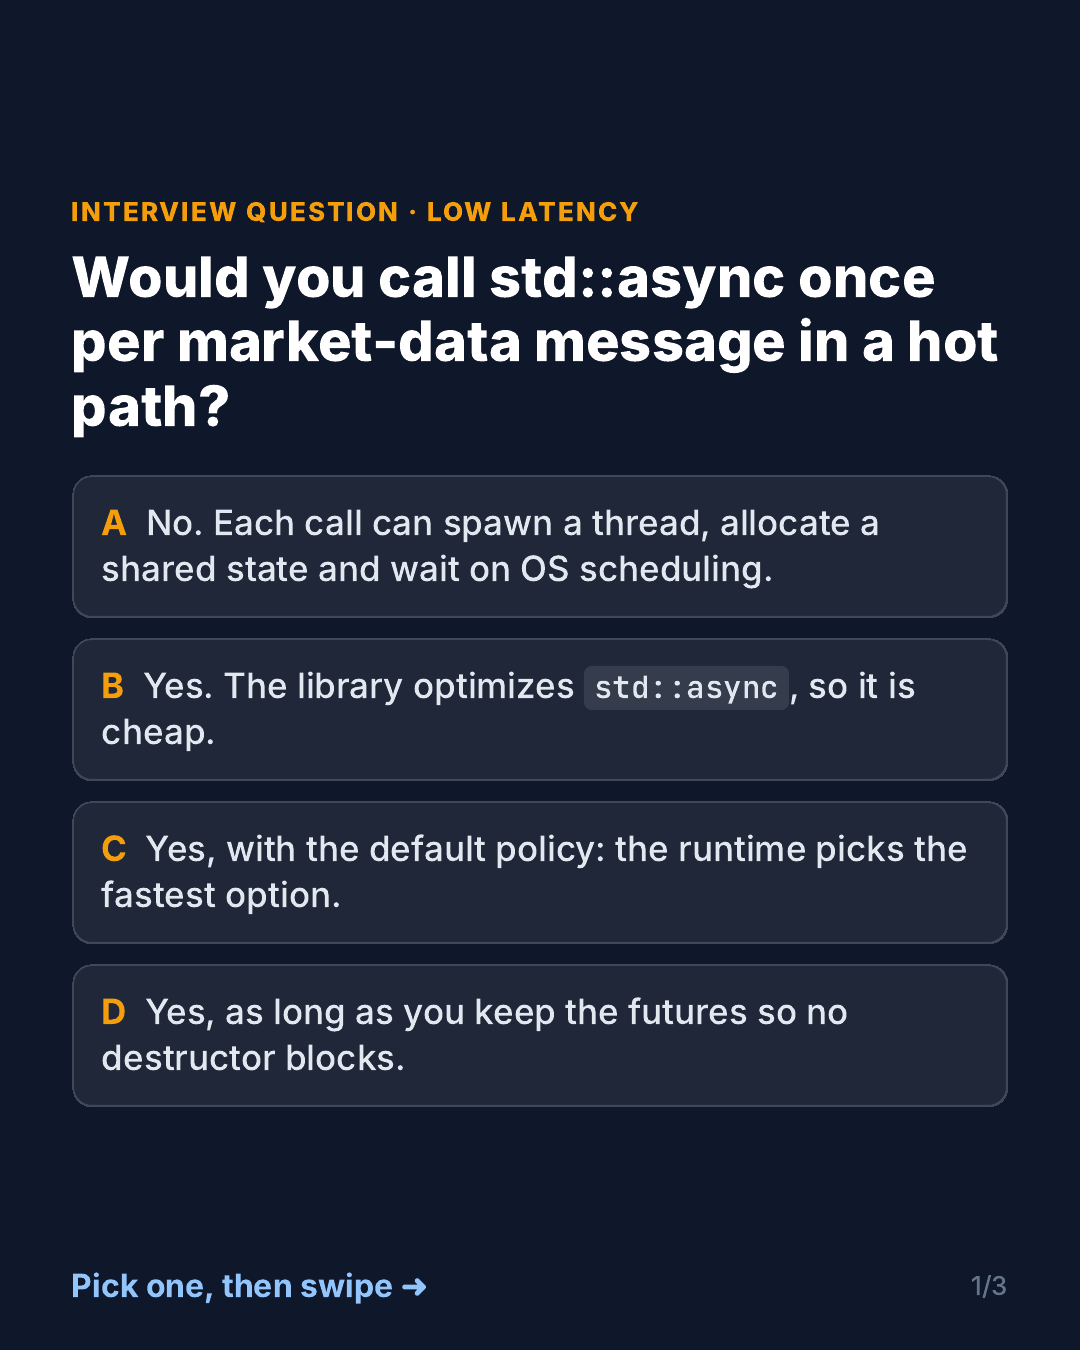 INTERVIEW QUESTION · LOW LATENCY
Would you call std::async once
per market-data message in a hot
path?
A No. Each call can spawn a thread, allocate a
shared state and wait on OS scheduling.
B Yes. The library optimizes std::async, so it is
cheap.
C Yes, with the default policy: the runtime picks the
fastest option.
D Yes, as long as you keep the futures so no
destructor blocks.
Pick one, then swipe ➜
1/3